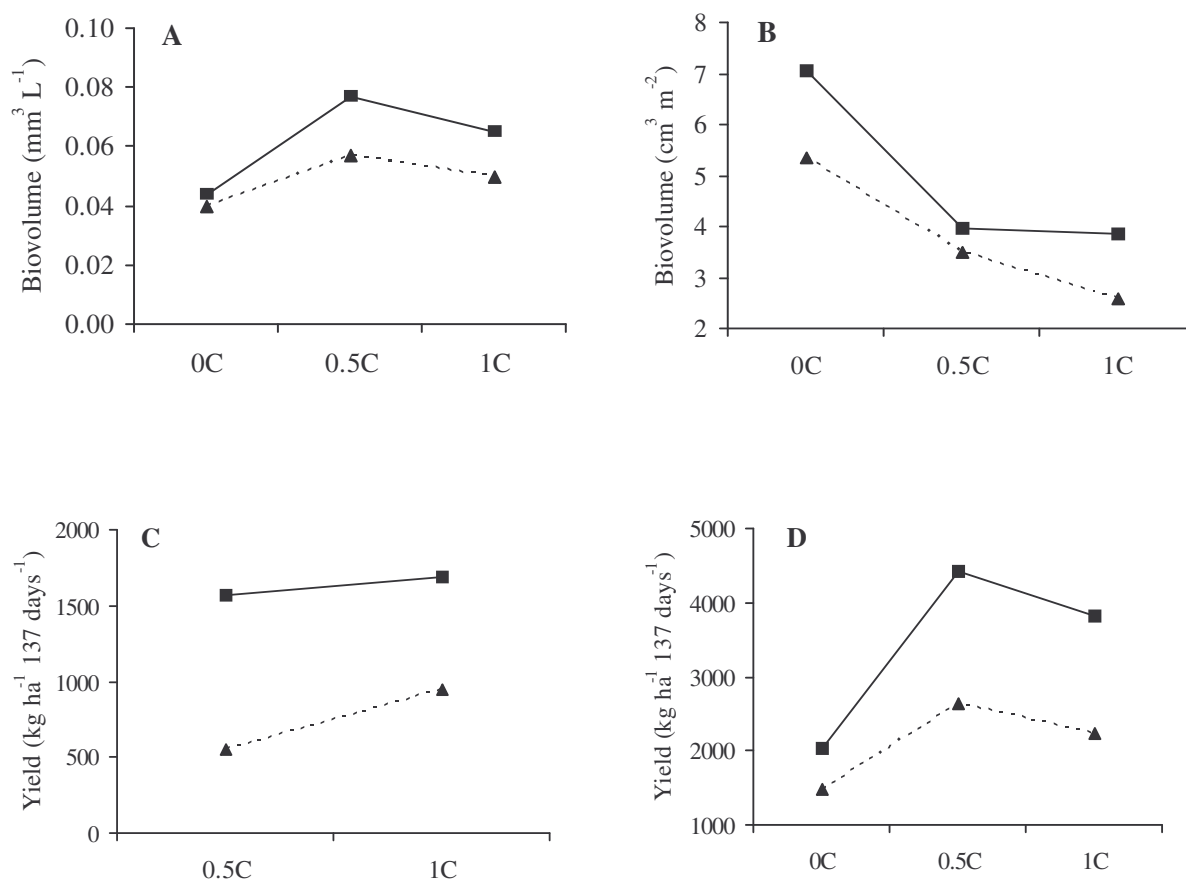 A
Biovolume (mm³ L⁻¹)
0.10
0.08
0.06
0.04
0.02
0.00
0C 0.5C 1C
B
Biovolume (cm³ m⁻²)
8
7
6
5
4
3
2
0C 0.5C 1C
C
Yield (kg ha⁻¹ 137 days⁻¹)
2000
1500
1000
500
0
0.5C 1C
D
Yield (kg ha⁻¹ 137 days⁻¹)
5000
4000
3000
2000
1000
0C 0.5C 1C